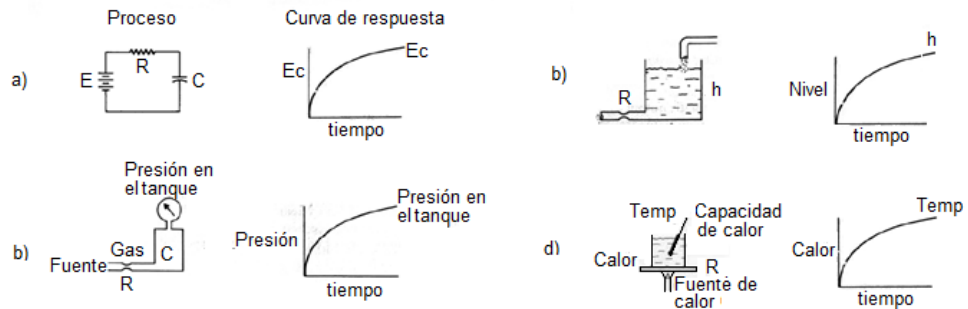 Proceso
Curva de respuesta
a)
E
R
C
Ec
Ec
tiempo
b)
R
h
Nivel
h
tiempo
Presión en
el tanque
b)
Gas
C
Fuente
R
Presión
Presión en
el tanque
tiempo
d)
Temp
Capacidad
de calor
Calor
R
Fuente de
calor
Calor
Temp
tiempo